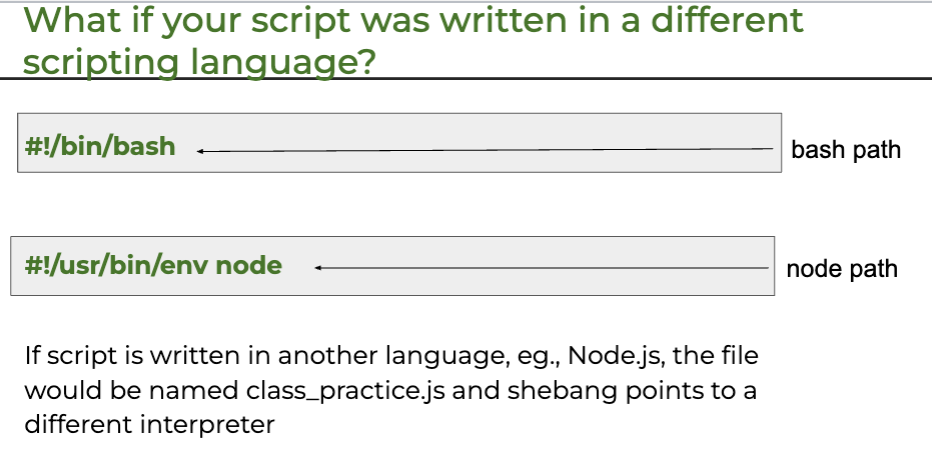 What if your script was written in a different
scripting language?
#!/bin/bash
bash path
#!/usr/bin/env node
node path
If script is written in another language, eg., Node.js, the file
would be named class_practice.js and shebang points to a
different interpreter